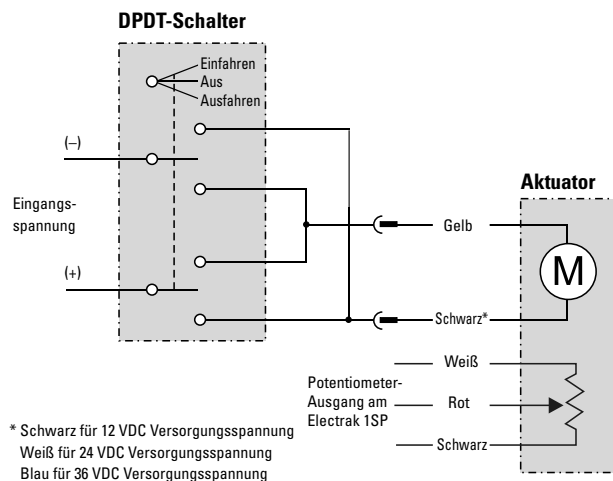 DPDT-Schalter
Einfahren
Aus
Ausfahren
(–)
Eingangs-
spannung
(+)
Aktuator
Gelb
M
Schwarz*
Weiß
Potentiometer-
Ausgang am
Electrak 1SP
Rot
Schwarz
* Schwarz für 12 VDC Versorgungsspannung
Weiß für 24 VDC Versorgungsspannung
Blau für 36 VDC Versorgungsspannung